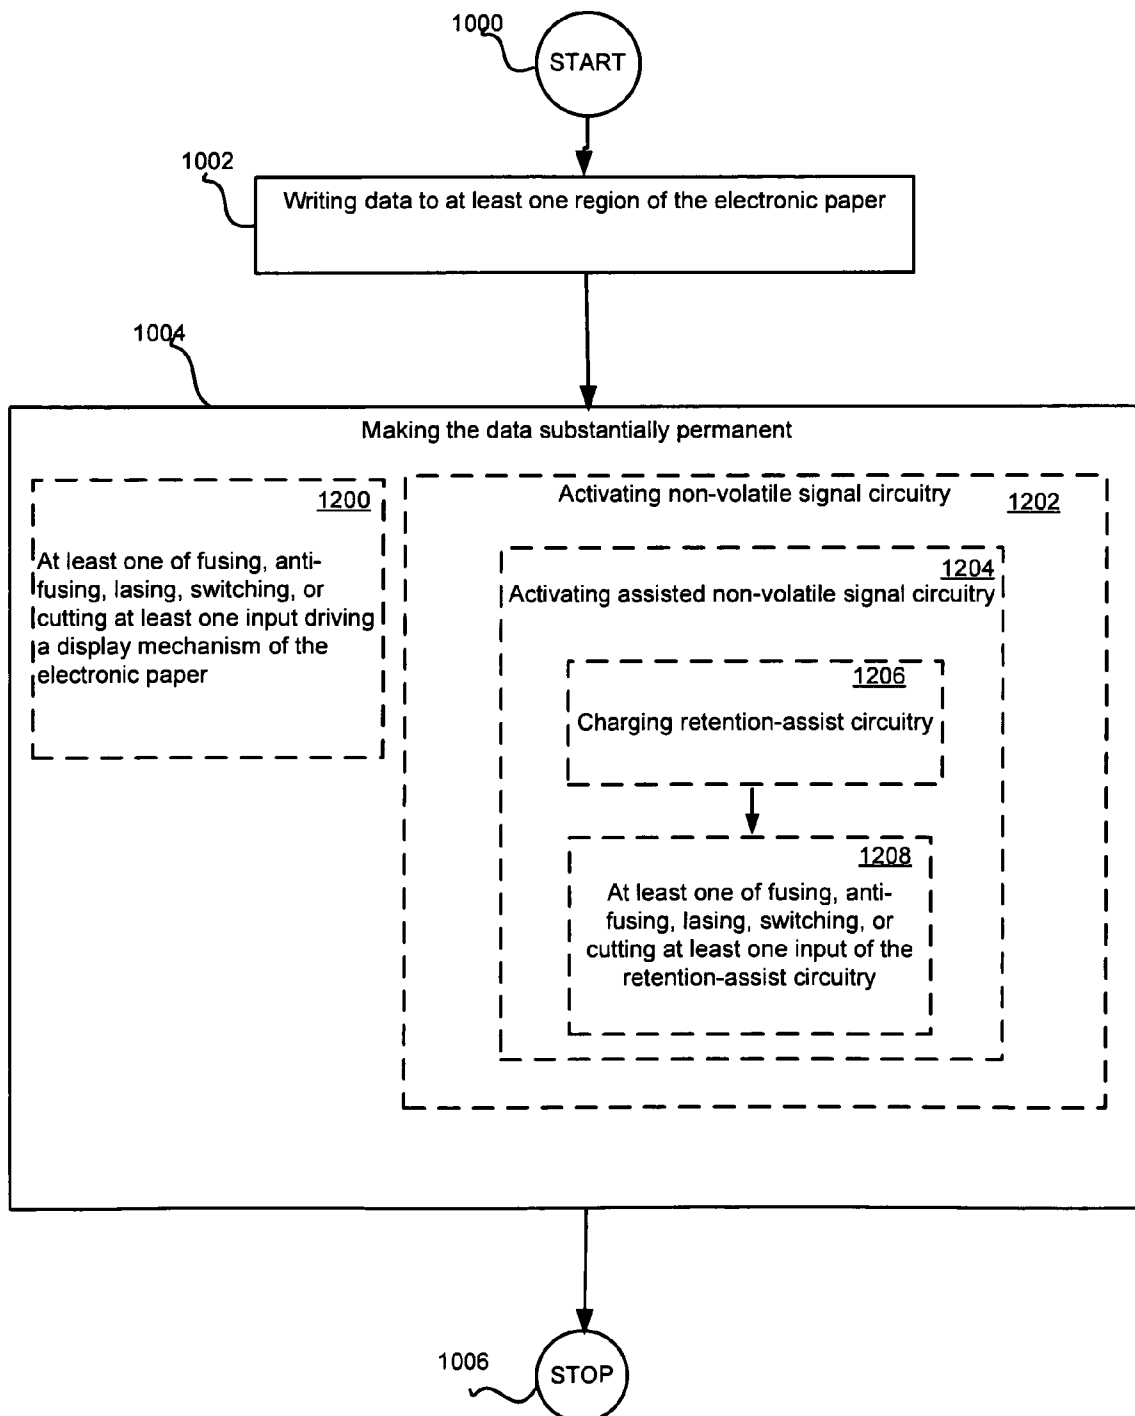 1000
START
1002
Writing data to at least one region of the electronic paper
1004
Making the data substantially permanent
1200
At least one of fusing, anti-
fusing, lasing, switching, or
cutting at least one input driving
a display mechanism of the
electronic paper
Activating non-volatile signal circuitry
1202
1204
Activating assisted non-volatile signal circuitry
1206
Charging retention-assist circuitry
1208
At least one of fusing, anti-
fusing, lasing, switching, or
cutting at least one input of the
retention-assist circuitry
1006
STOP